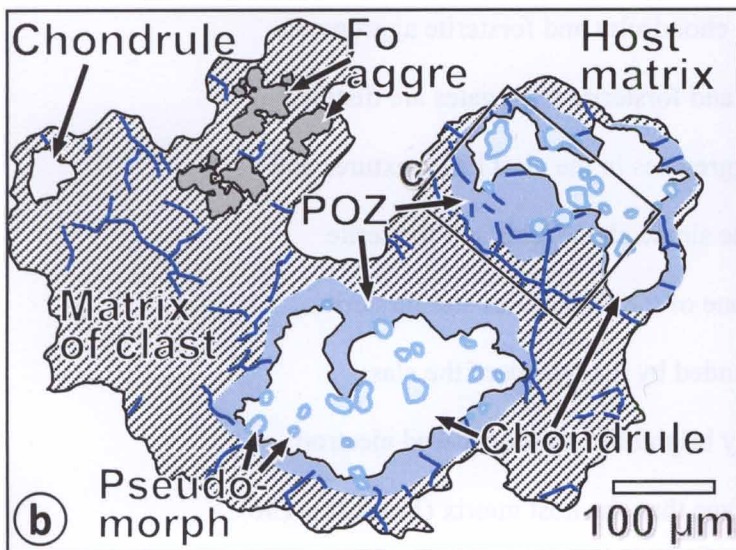 Chondrule
Fo
aggre
Host
matrix
POZ
Matrix
of clast
Chondrule
Pseudo-
morph
100 µm
b